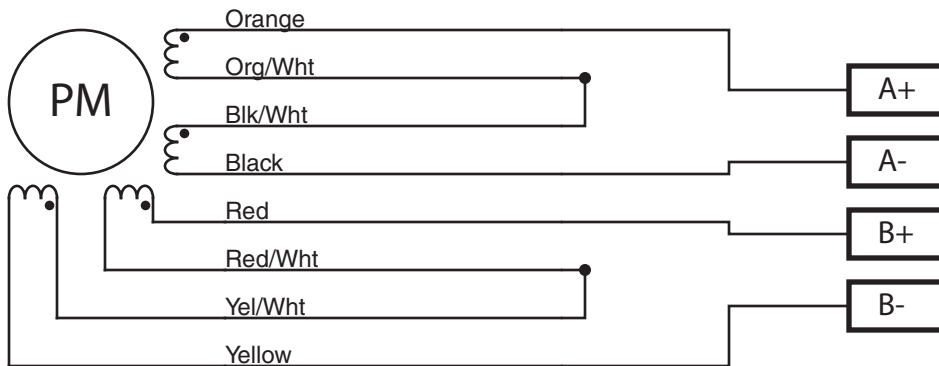 Orange
PM
Org/Wht
A+
Blk/Wht
Black
A-
Red
B+
Red/Wht
Yel/Wht
B-
Yellow